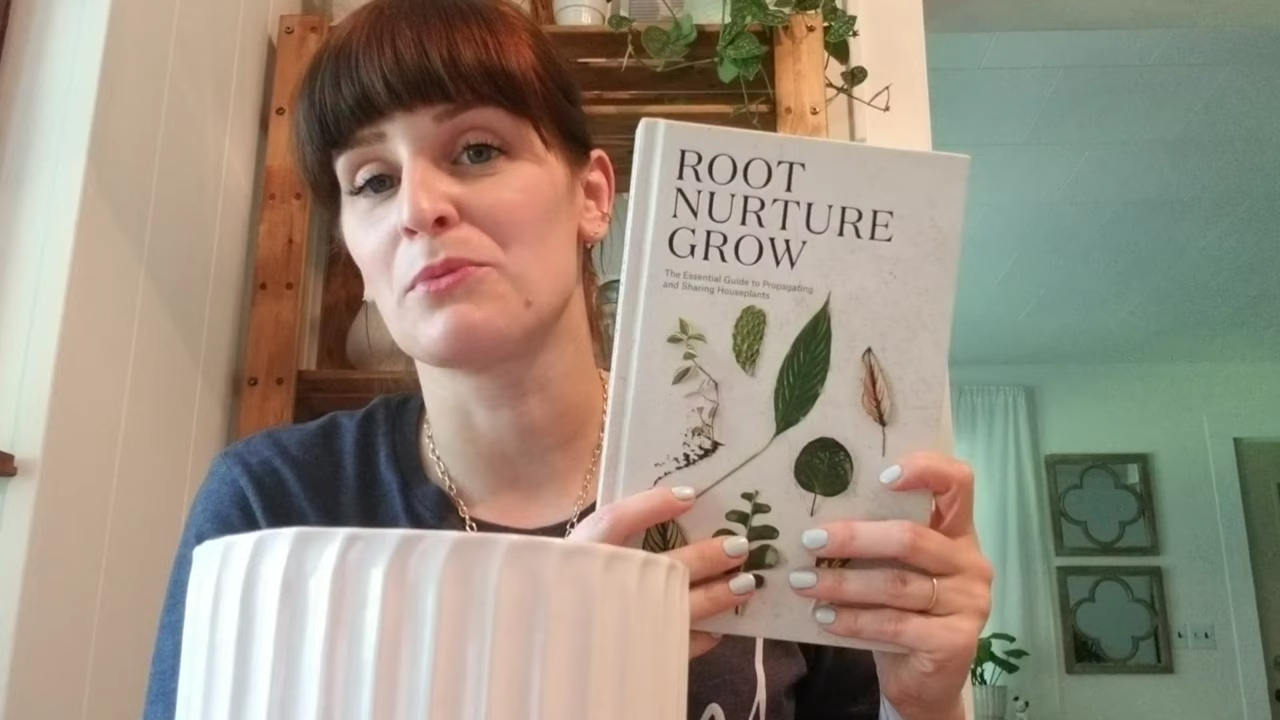 ROOT
NURTURE
GROW
The Essential Guide to Propagating
and Sharing Houseplants